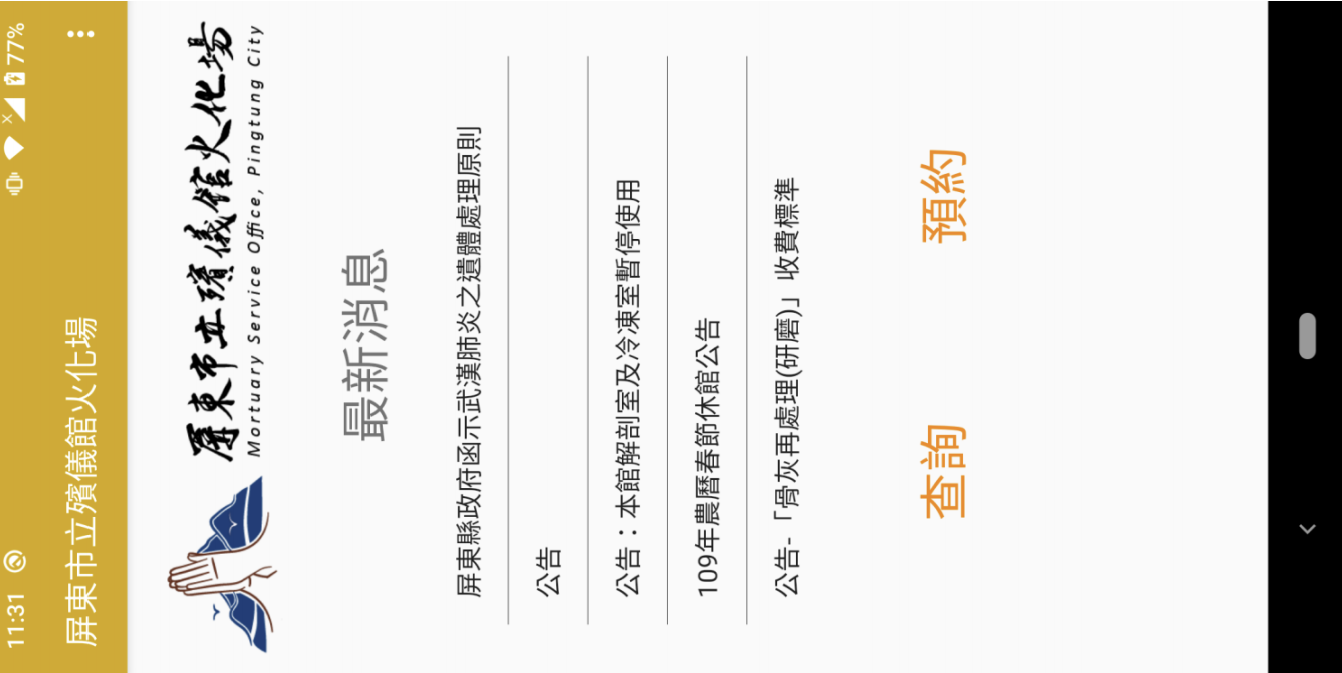 11:31 77%
屏東市立殯儀館火化場
屏東市立殯儀館火化場
Mortuary Service Office, Pingtung City
最新消息
屏東縣政府函示武漢肺炎之遺體處理原則
公告
公告：本館解剖室及冷凍室暫停使用
109年農曆春節休館公告
公告-「骨灰再處理(研磨)」收費標準
查詢 預約